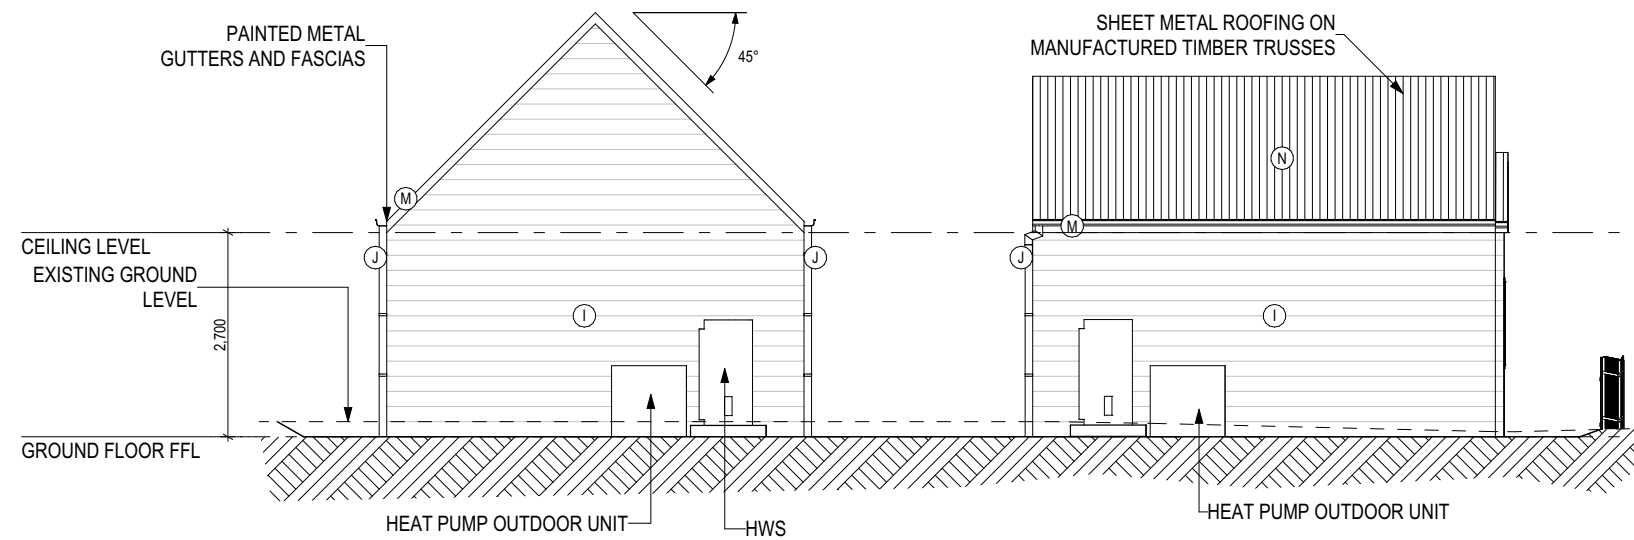 PAINTED METAL
GUTTERS AND FASCIAS
45°
SHEET METAL ROOFING ON
MANUFACTURED TIMBER TRUSSES
N
M
M
CEILING LEVEL
J
J
J
EXISTING GROUND
LEVEL
I
I
2,700
GROUND FLOOR FFL
HEAT PUMP OUTDOOR UNIT
HWS
HEAT PUMP OUTDOOR UNIT